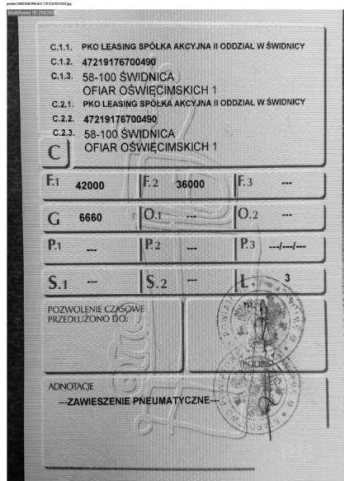 C.1.1. PKO LEASING SPÓŁKA AKCYJNA II ODDZIAŁ W ŚWIDNICY
C.1.2. 47219176700490
C.1.3. 58-100 ŚWIDNICA
OFIAR OŚWIĘCIMSKICH 1
C.2.1. PKO LEASING SPÓŁKA AKCYJNA II ODDZIAŁ W ŚWIDNICY
C.2.2. 47219176700490
C.2.3. 58-100 ŚWIDNICA
OFIAR OŚWIĘCIMSKICH 1
C
F.1 42000 F.2 36000 F.3 ---
G 6660 O.1 --- O.2 ---
P.1 --- P.2 --- P.3 ---/---/---
S.1 --- S.2 --- L 3
POZWOLENIE CZASOWE
PRZEDŁUŻONO DO:
ADNOTACJE
---ZAWIESZENIE PNEUMATYCZNE---